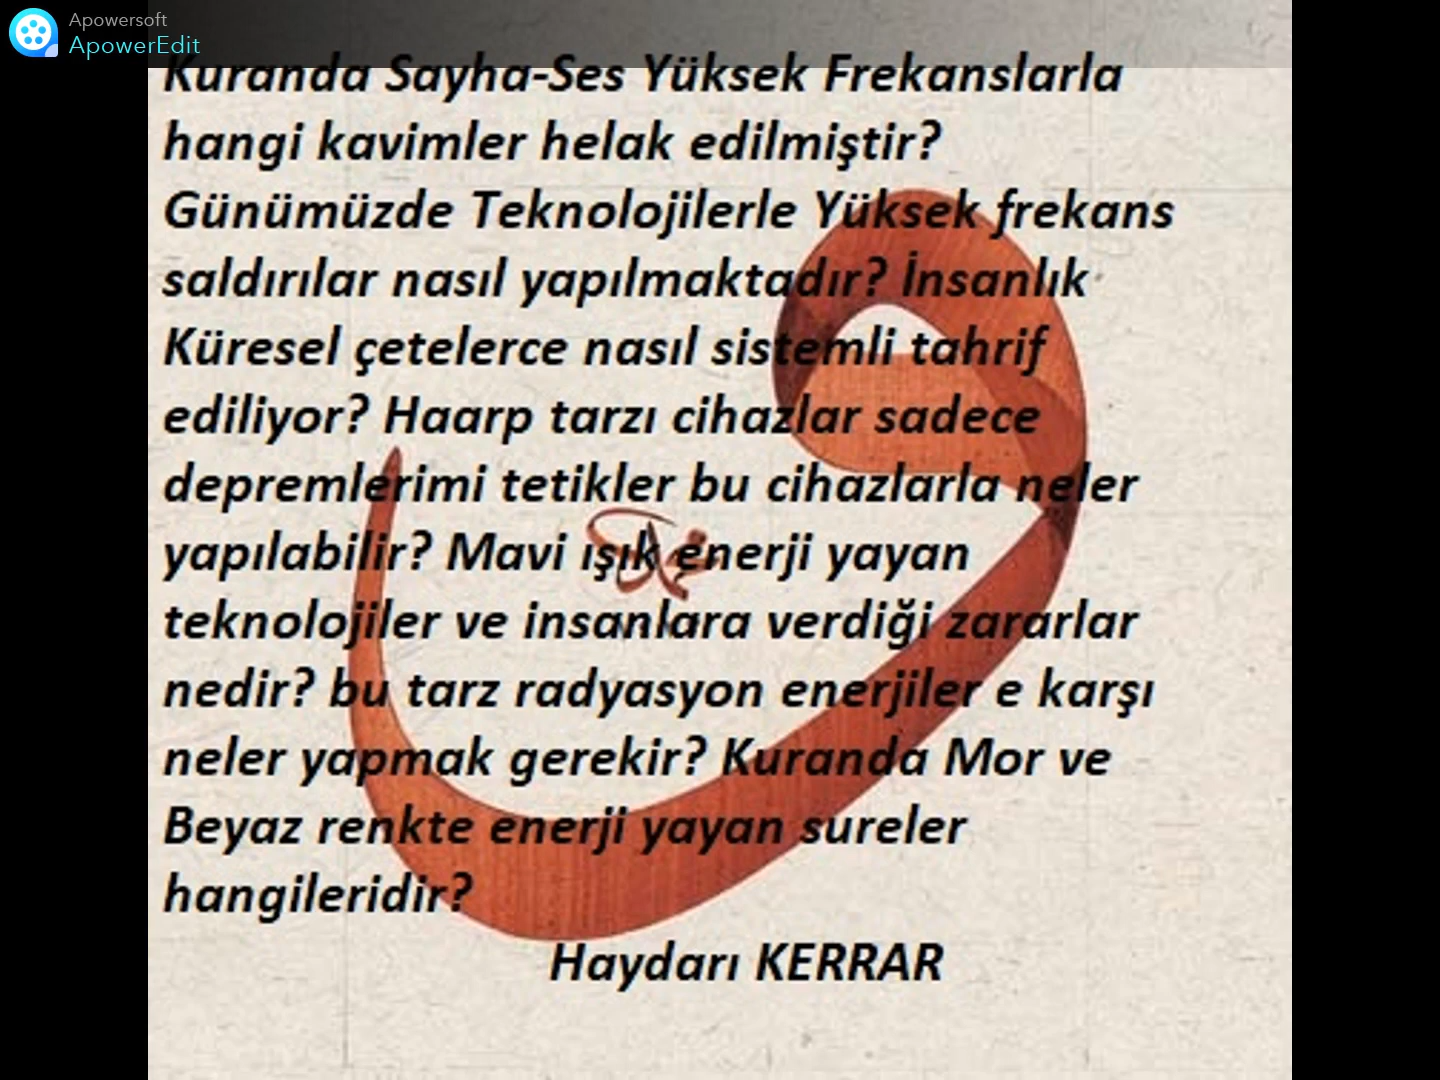 Apowersoft
ApowerEdit
Kuranda Sayha-Ses Yüksek Frekanslarla
hangi kavimler helak edilmiştir?
Günümüzde Teknolojilerle Yüksek frekans
saldırılar nasıl yapılmaktadır? İnsanlık
Küresel çetelerce nasıl sistemli tahrif
ediliyor? Haarp tarzı cihazlar sadece
depremlerimi tetikler bu cihazlarla neler
yapılabilir? Mavi ışık enerji yayan
teknolojiler ve insanlara verdiği zararlar
nedir? bu tarz radyasyon enerjiler e karşı
neler yapmak gerekir? Kuranda Mor ve
Beyaz renkte enerji yayan sureler
hangileridir?
Haydarı KERRAR